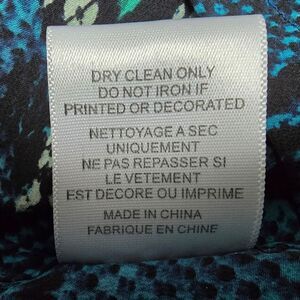 DRY CLEAN ONLY
DO NOT IRON IF
PRINTED OR DECORATED
NETTOYAGE A SEC
UNIQUEMENT
NE PAS REPASSER SI
LE VETEMENT
EST DECORE OU IMPRIME
MADE IN CHINA
FABRIQUE EN CHINE